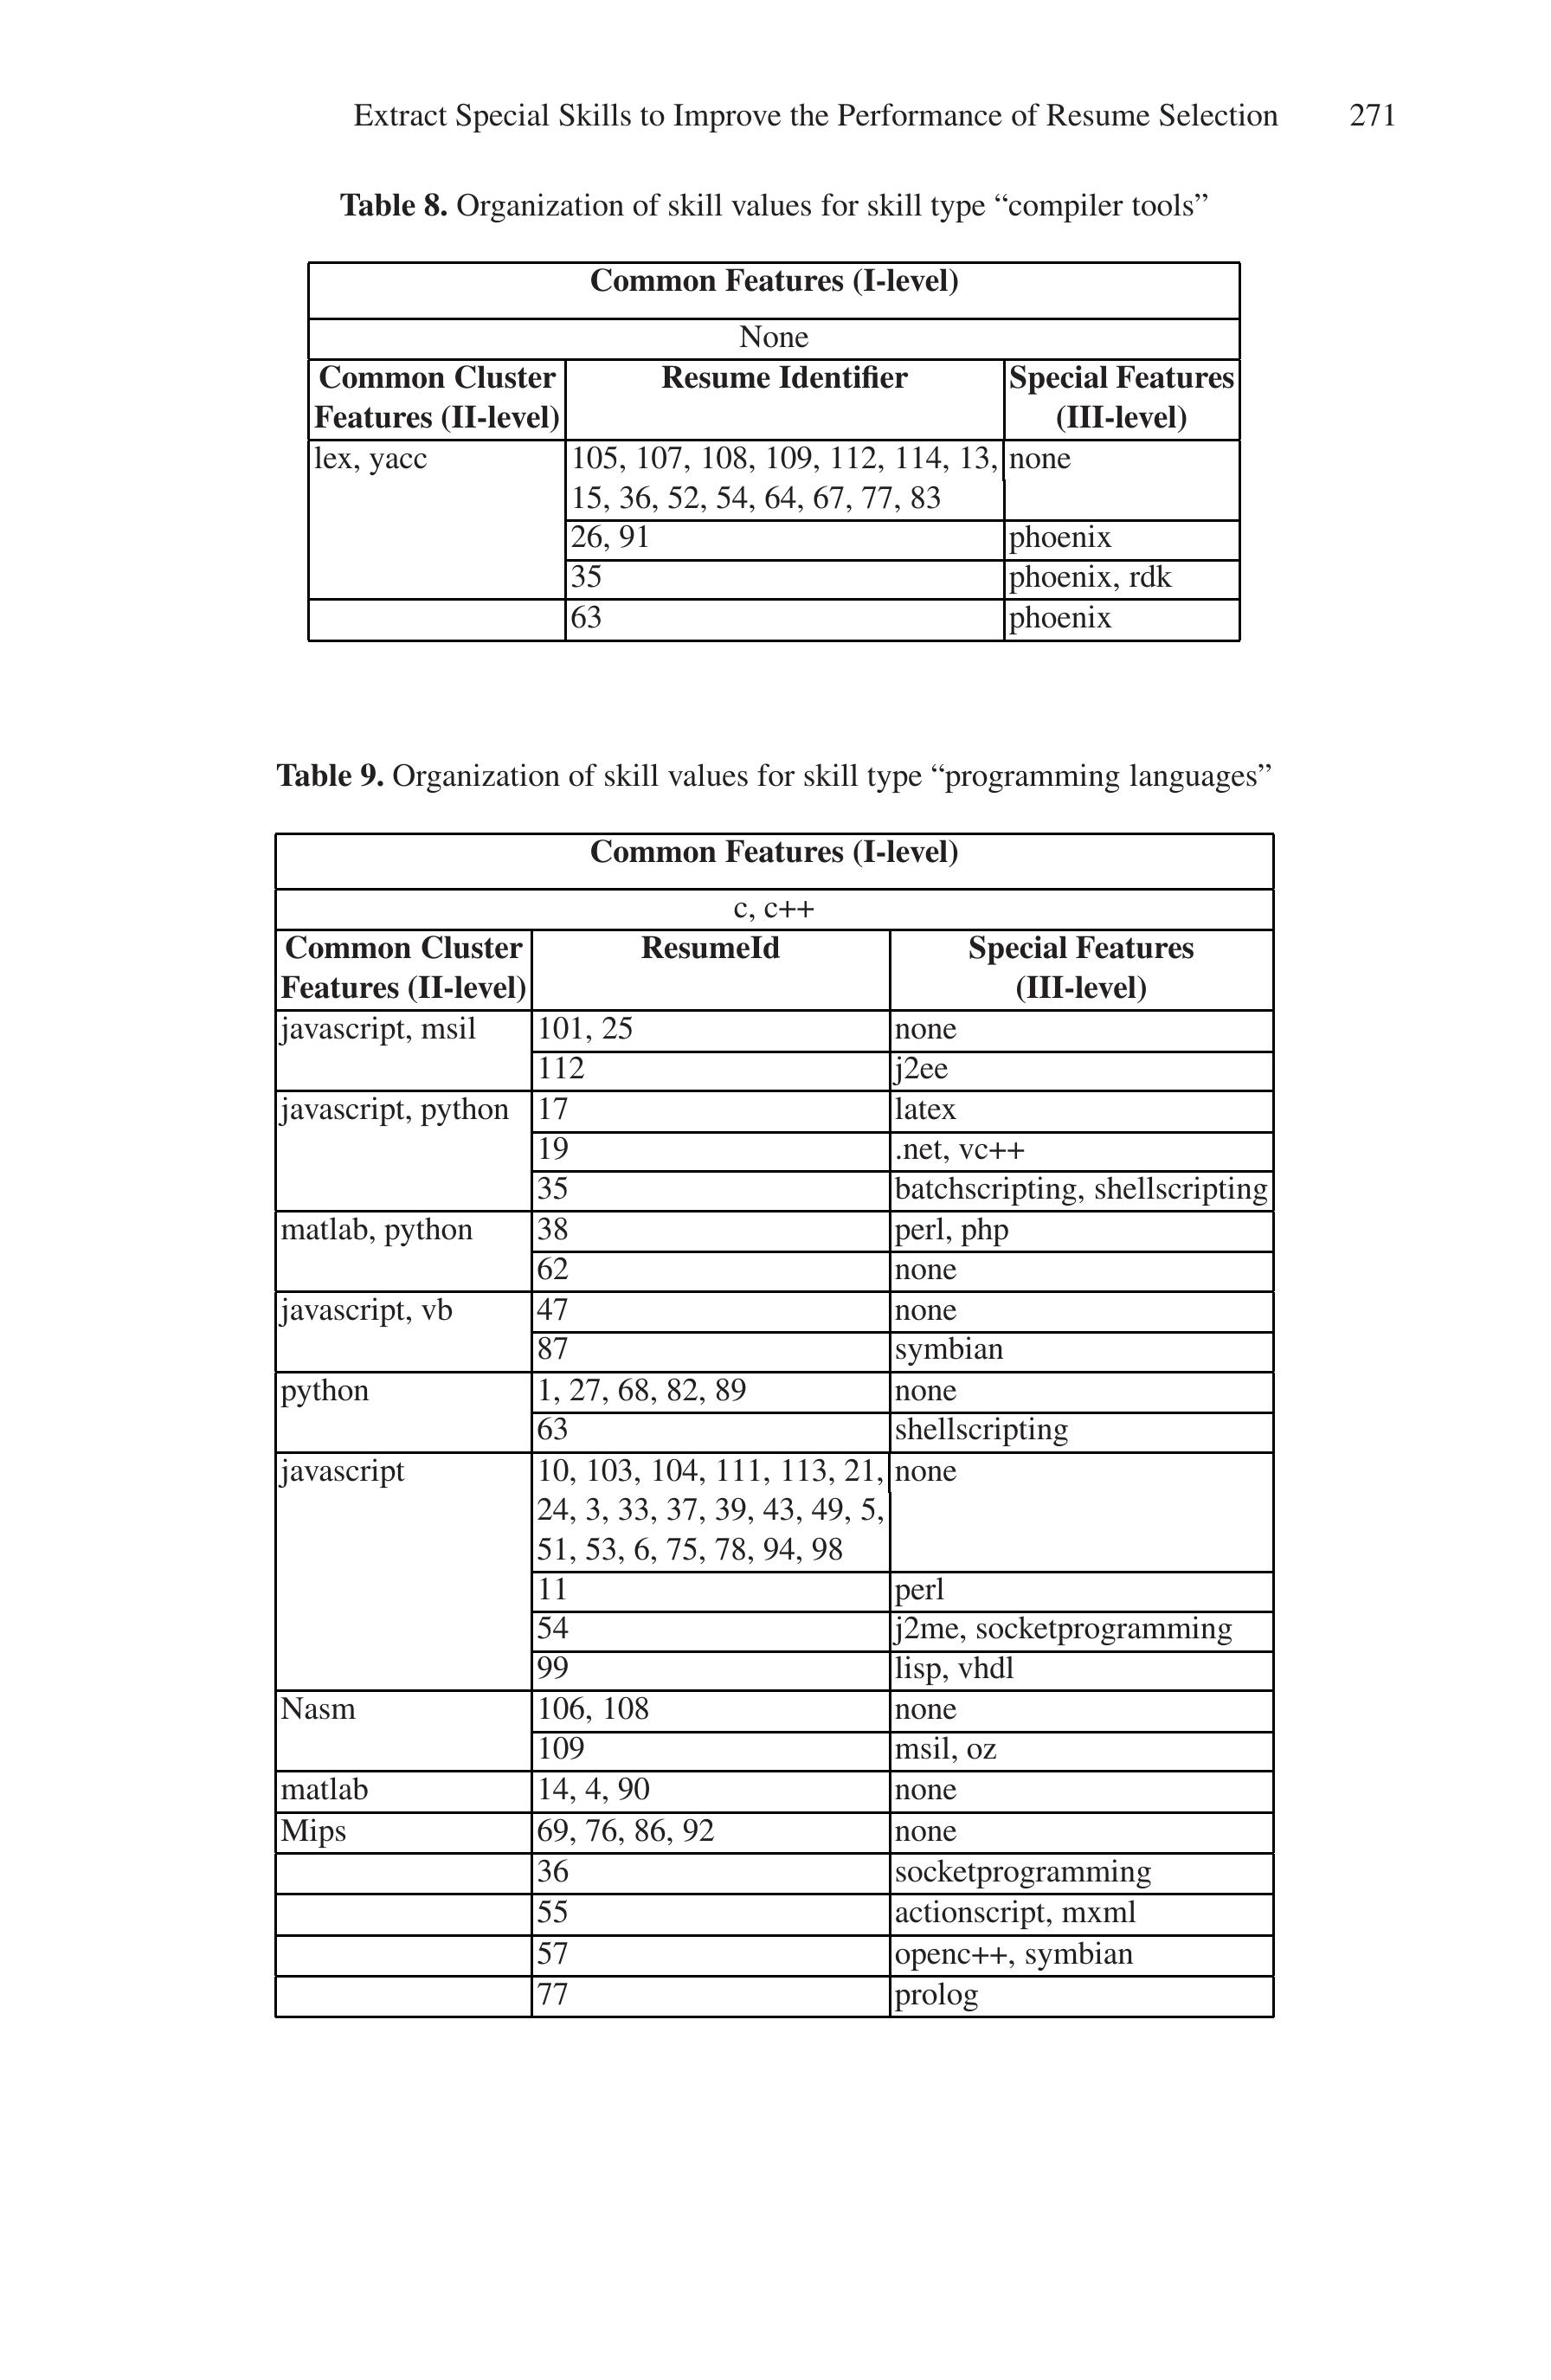 Extract Special Skills to Improve the Performance of Resume Selection 271
Table 8. Organization of skill values for skill type “compiler tools”
Common Features (I-level)
None
Common Cluster Resume Identifier Special Features
Features (II-level) (III-level)
lex, yacc 105, 107, 108, 109, 112, 114, 13, none
15, 36, 52, 54, 64, 67, 77, 83
26, 91 phoenix
35 phoenix, rdk
63 phoenix
Table 9. Organization of skill values for skill type “programming languages”
Common Features (I-level)
c, c++
Common Cluster ResumeId Special Features
Features (II-level) (III-level)
javascript, msil 101, 25 none
112 j2ee
javascript, python 17 latex
19 .net, vc++
35 batchscripting, shellscripting
matlab, python 38 perl, php
62 none
javascript, vb 47 none
87 symbian
python 1, 27, 68, 82, 89 none
63 shellscripting
javascript 10, 103, 104, 111, 113, 21, none
24, 3, 33, 37, 39, 43, 49, 5,
51, 53, 6, 75, 78, 94, 98
11 perl
54 j2me, socketprogramming
99 lisp, vhdl
Nasm 106, 108 none
109 msil, oz
matlab 14, 4, 90 none
Mips 69, 76, 86, 92 none
36 socketprogramming
55 actionscript, mxml
57 openc++, symbian
77 prolog